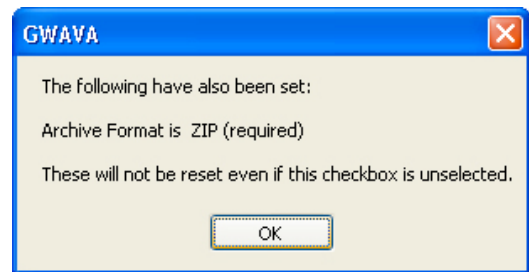 GWAVA
The following have also been set:
Archive Format is ZIP (required)
These will not be reset even if this checkbox is unselected.
OK